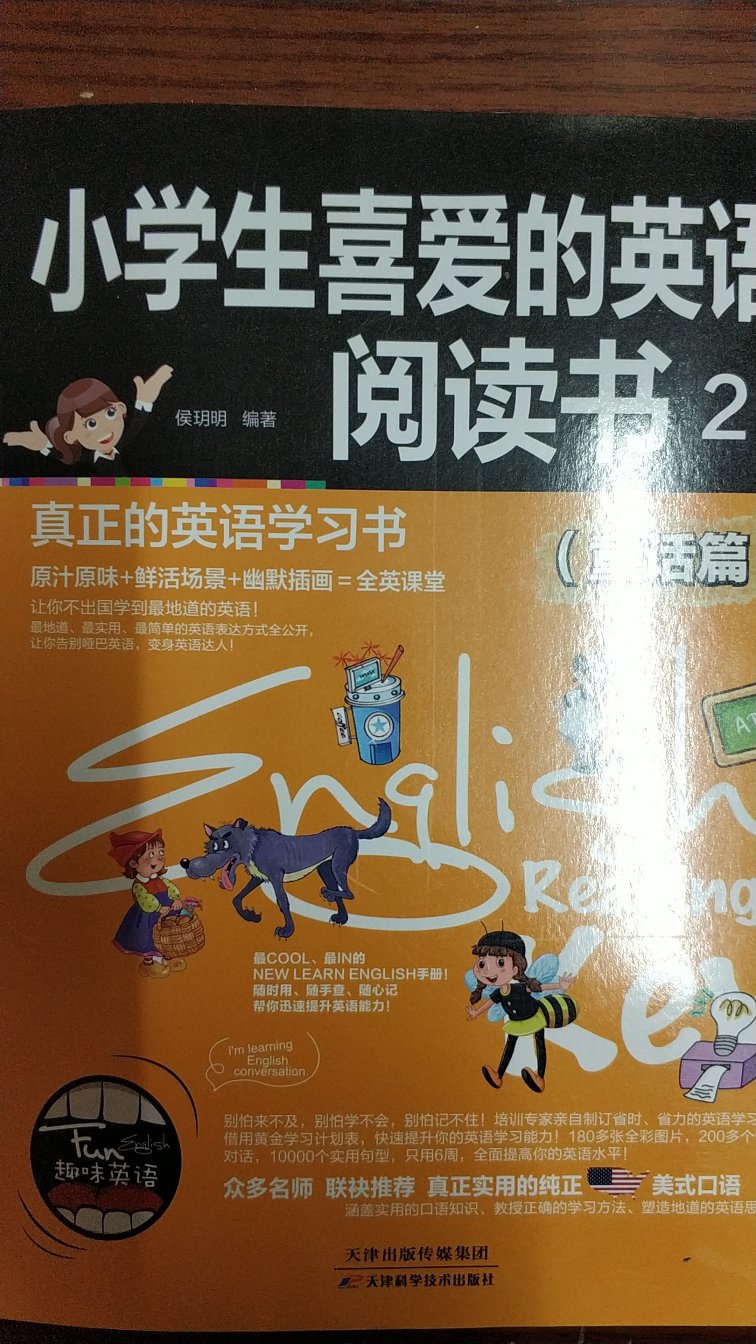 小学生喜爱的英语
阅读书 2
侯玥明 编著
真正的英语学习书
原汁原味+鲜活场景+幽默插画=全英课堂
让你不出国学到最地道的英语！
最地道、最实用、最简单的英语表达方式全公开，
让你告别哑巴英语，变身英语达人！
（生活篇
coffee
English
Reading
Key
最COOL、最IN的
NEW LEARN ENGLISH手册！
随时用、随手查、随心记
帮你迅速提升英语能力！
I'm learning
English
conversation.
别怕来不及，别怕学不会，别怕记不住！培训专家亲自制订省时、省力的英语学习
借用黄金学习计划表，快速提升你的英语学习能力！180多张全彩图片，200多个
对话，10000个实用句型，只用6周，全面提高你的英语水平！
Fun English
趣味英语
众多名师 联袂推荐 真正实用的纯正 美式口语
涵盖实用的口语知识、教授正确的学习方法、塑造地道的英语思
天津出版传媒集团
天津科学技术出版社